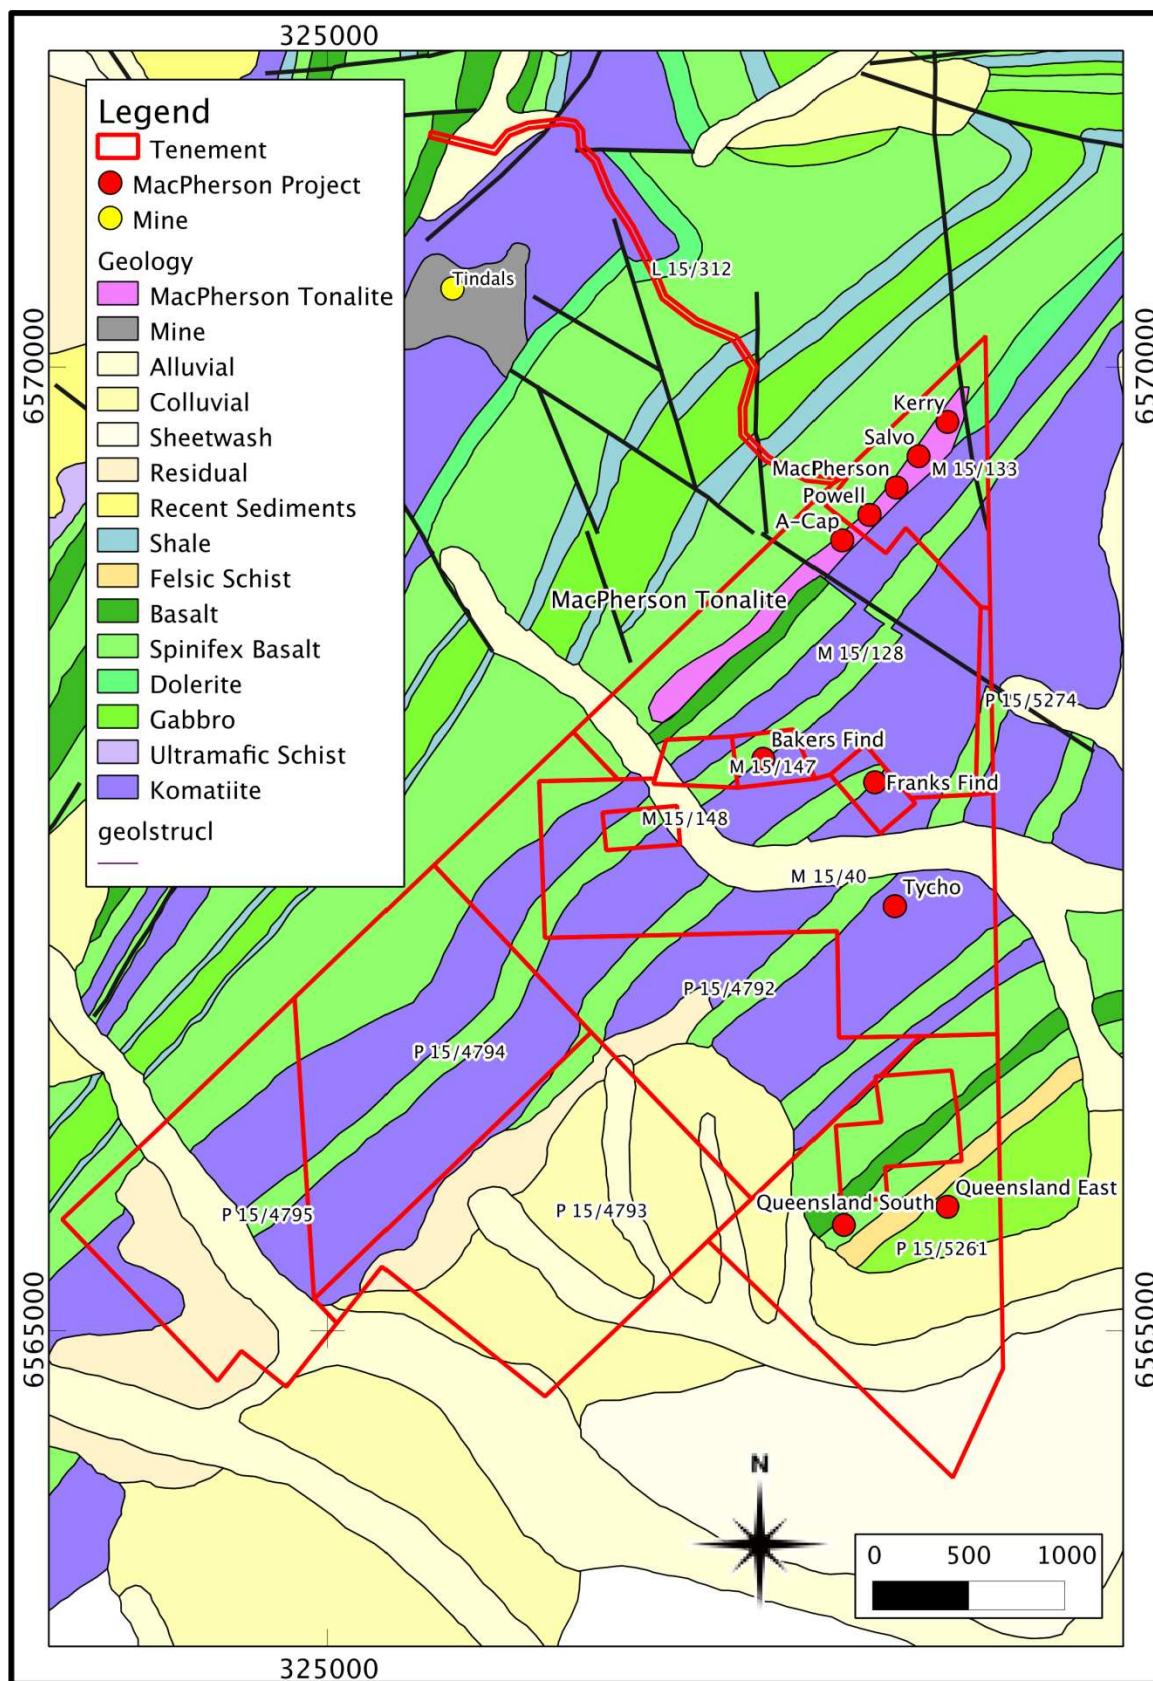 325000
Legend
Tenement
MacPherson Project
Mine
Geology
MacPherson Tonalite
Mine
Alluvial
Colluvial
Sheetwash
Residual
Recent Sediments
Shale
Felsic Schist
Basalt
Spinifex Basalt
Dolerite
Gabbro
Ultramafic Schist
Komatiite
geolstrucl
Tindals
L 15/312
6570000
6570000
Kerry
Salvo
M 15/133
MacPherson
Powell
A-Cap
MacPherson Tonalite
M 15/128
P 15/5274
Bakers Find
M 15/147
Franks Find
M 15/148
M 15/40
Tycho
P 15/4792
P 15/4794
Queensland East
Queensland South
P 15/4795
P 15/4793
P 15/5261
6565000
6565000
N
0 500 1000
325000